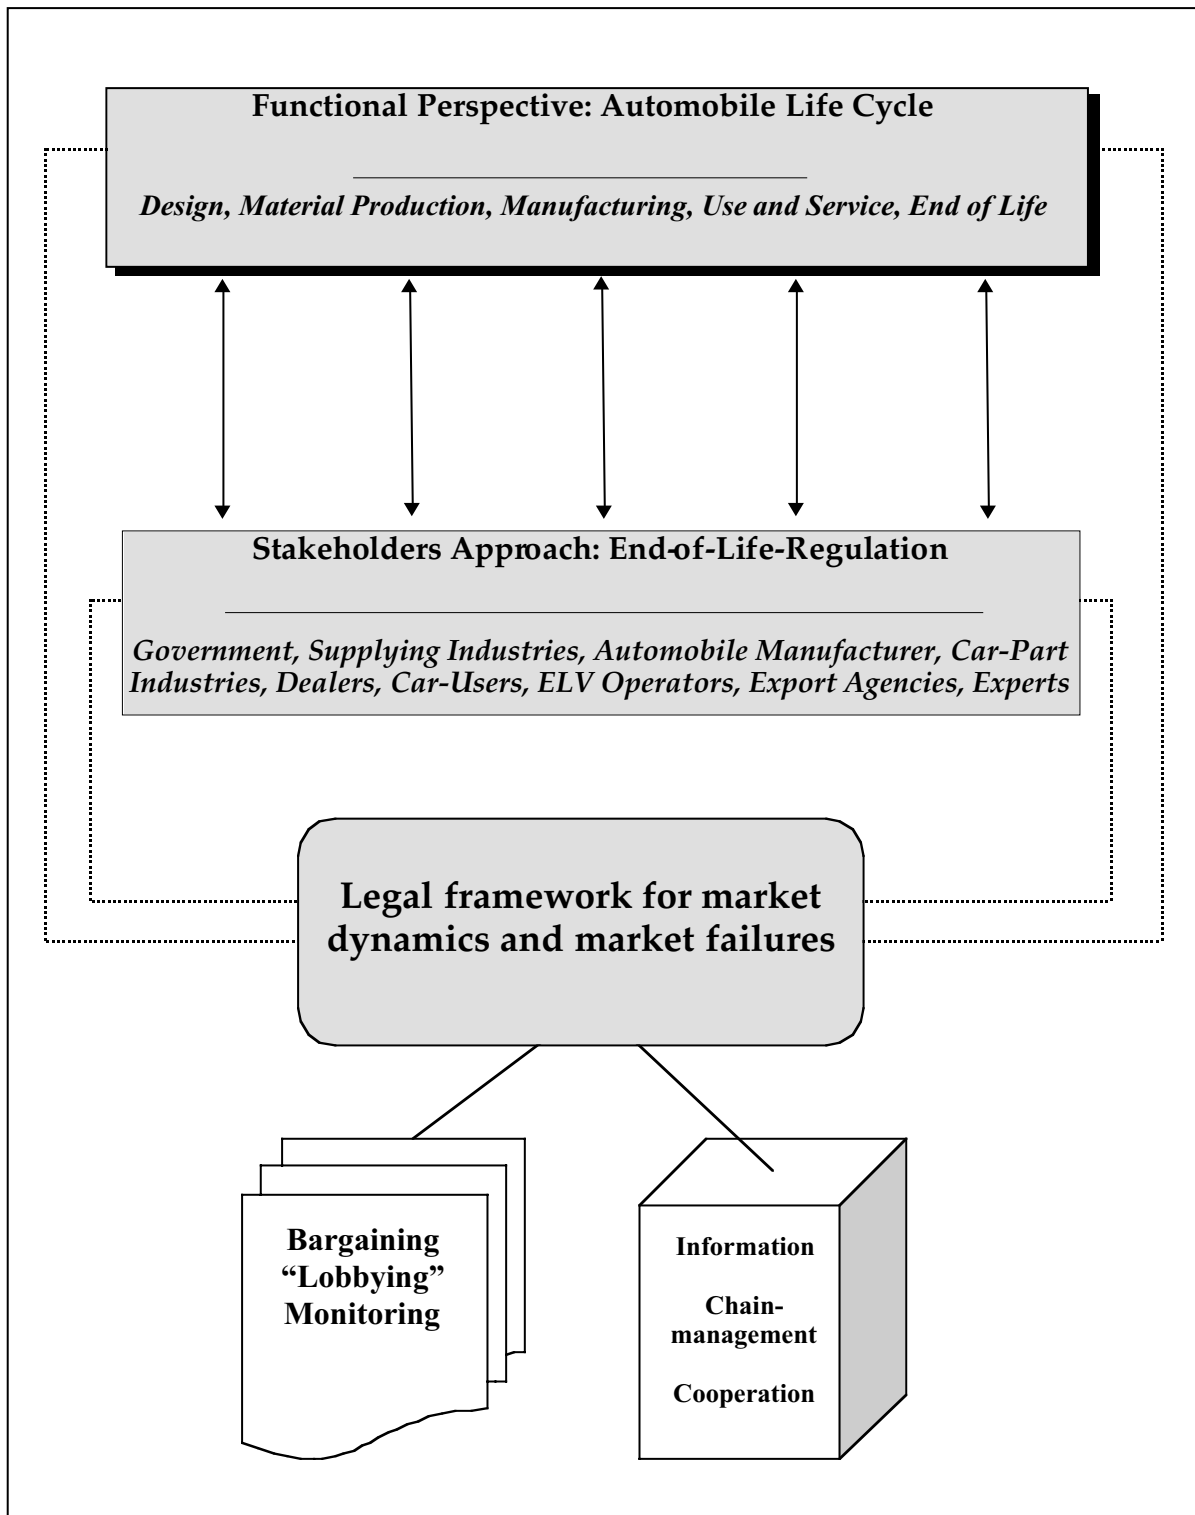 Functional Perspective: Automobile Life Cycle
Design, Material Production, Manufacturing, Use and Service, End of Life
Stakeholders Approach: End-of-Life-Regulation
Government, Supplying Industries, Automobile Manufacturer, Car-Part
Industries, Dealers, Car-Users, ELV Operators, Export Agencies, Experts
Legal framework for market
dynamics and market failures
Bargaining
“Lobbying”
Monitoring
Information
Chain-
management
Cooperation